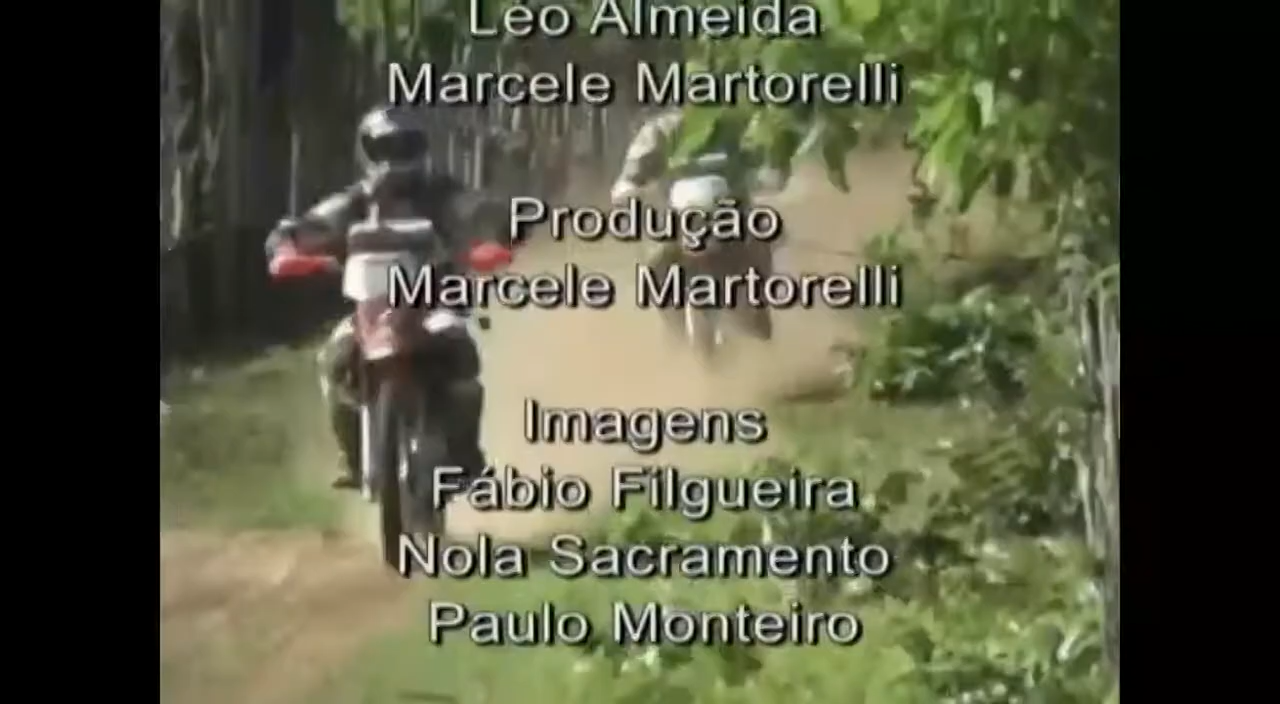 Léo Almeida
Marcele Martorelli
Produção
Marcele Martorelli
Imagens
Fábio Filgueira
Nola Sacramento
Paulo Monteiro